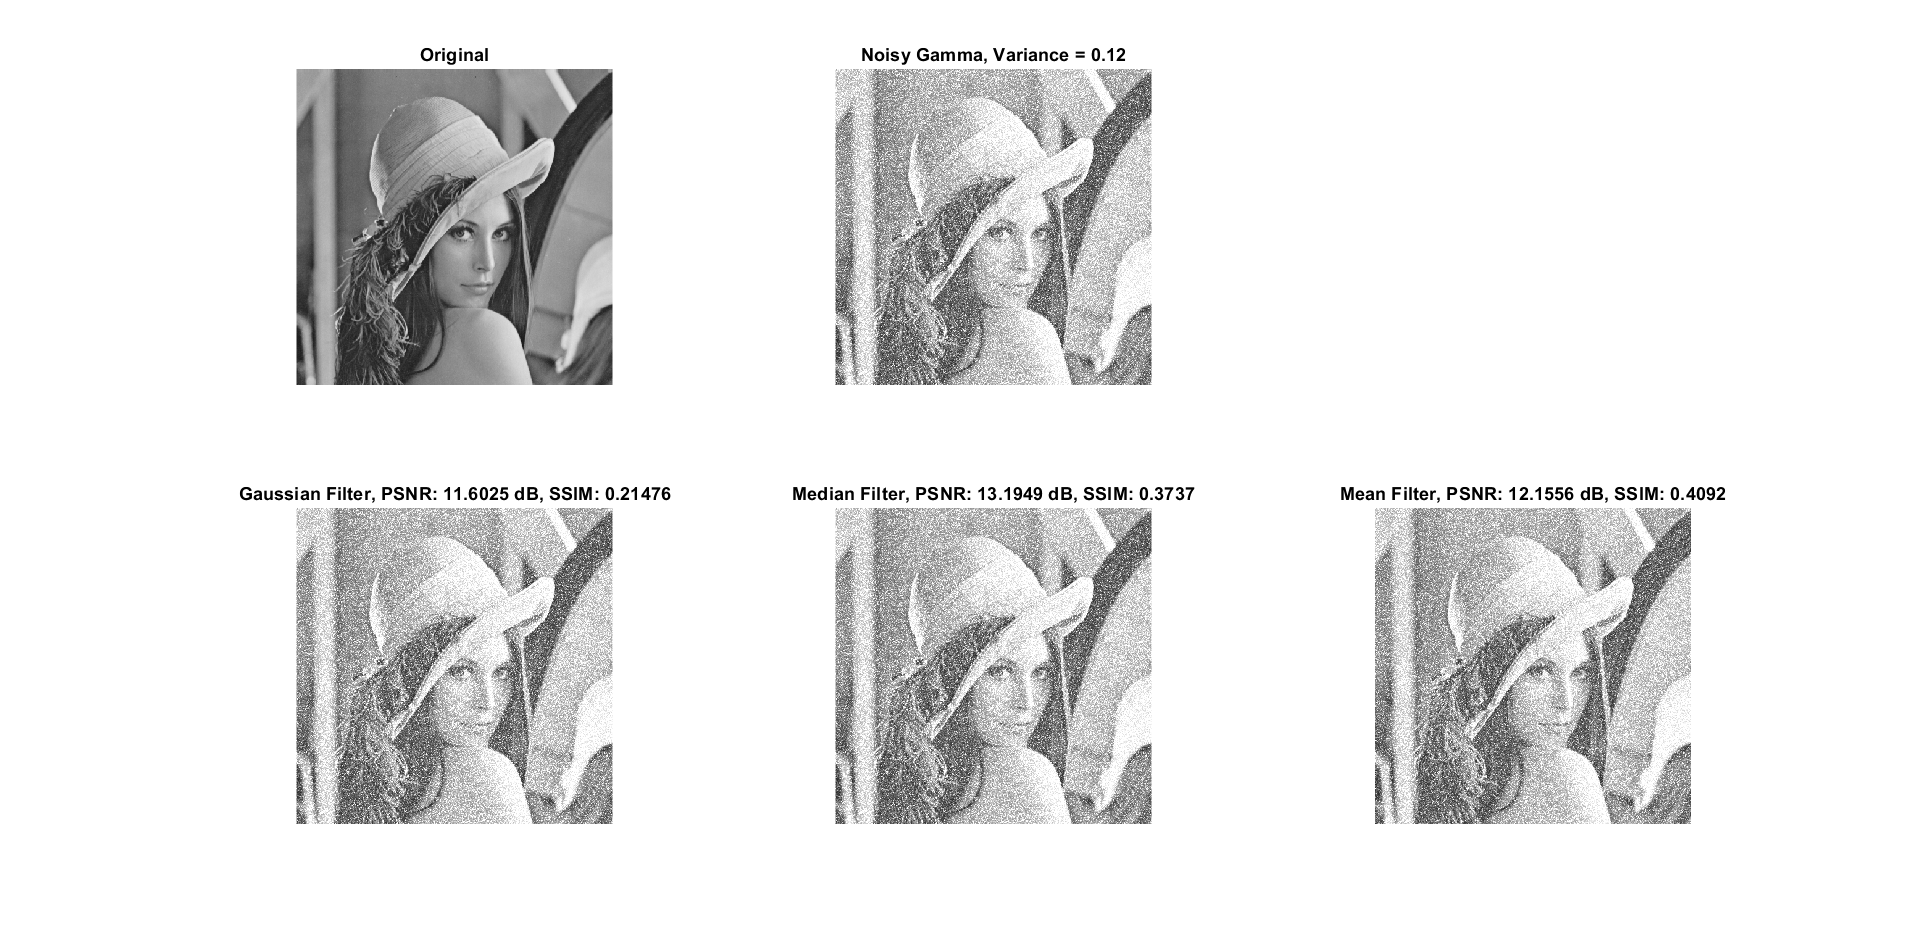 Original
Noisy Gamma, Variance = 0.12
Gaussian Filter, PSNR: 11.6025 dB, SSIM: 0.21476
Median Filter, PSNR: 13.1949 dB, SSIM: 0.3737
Mean Filter, PSNR: 12.1556 dB, SSIM: 0.4092